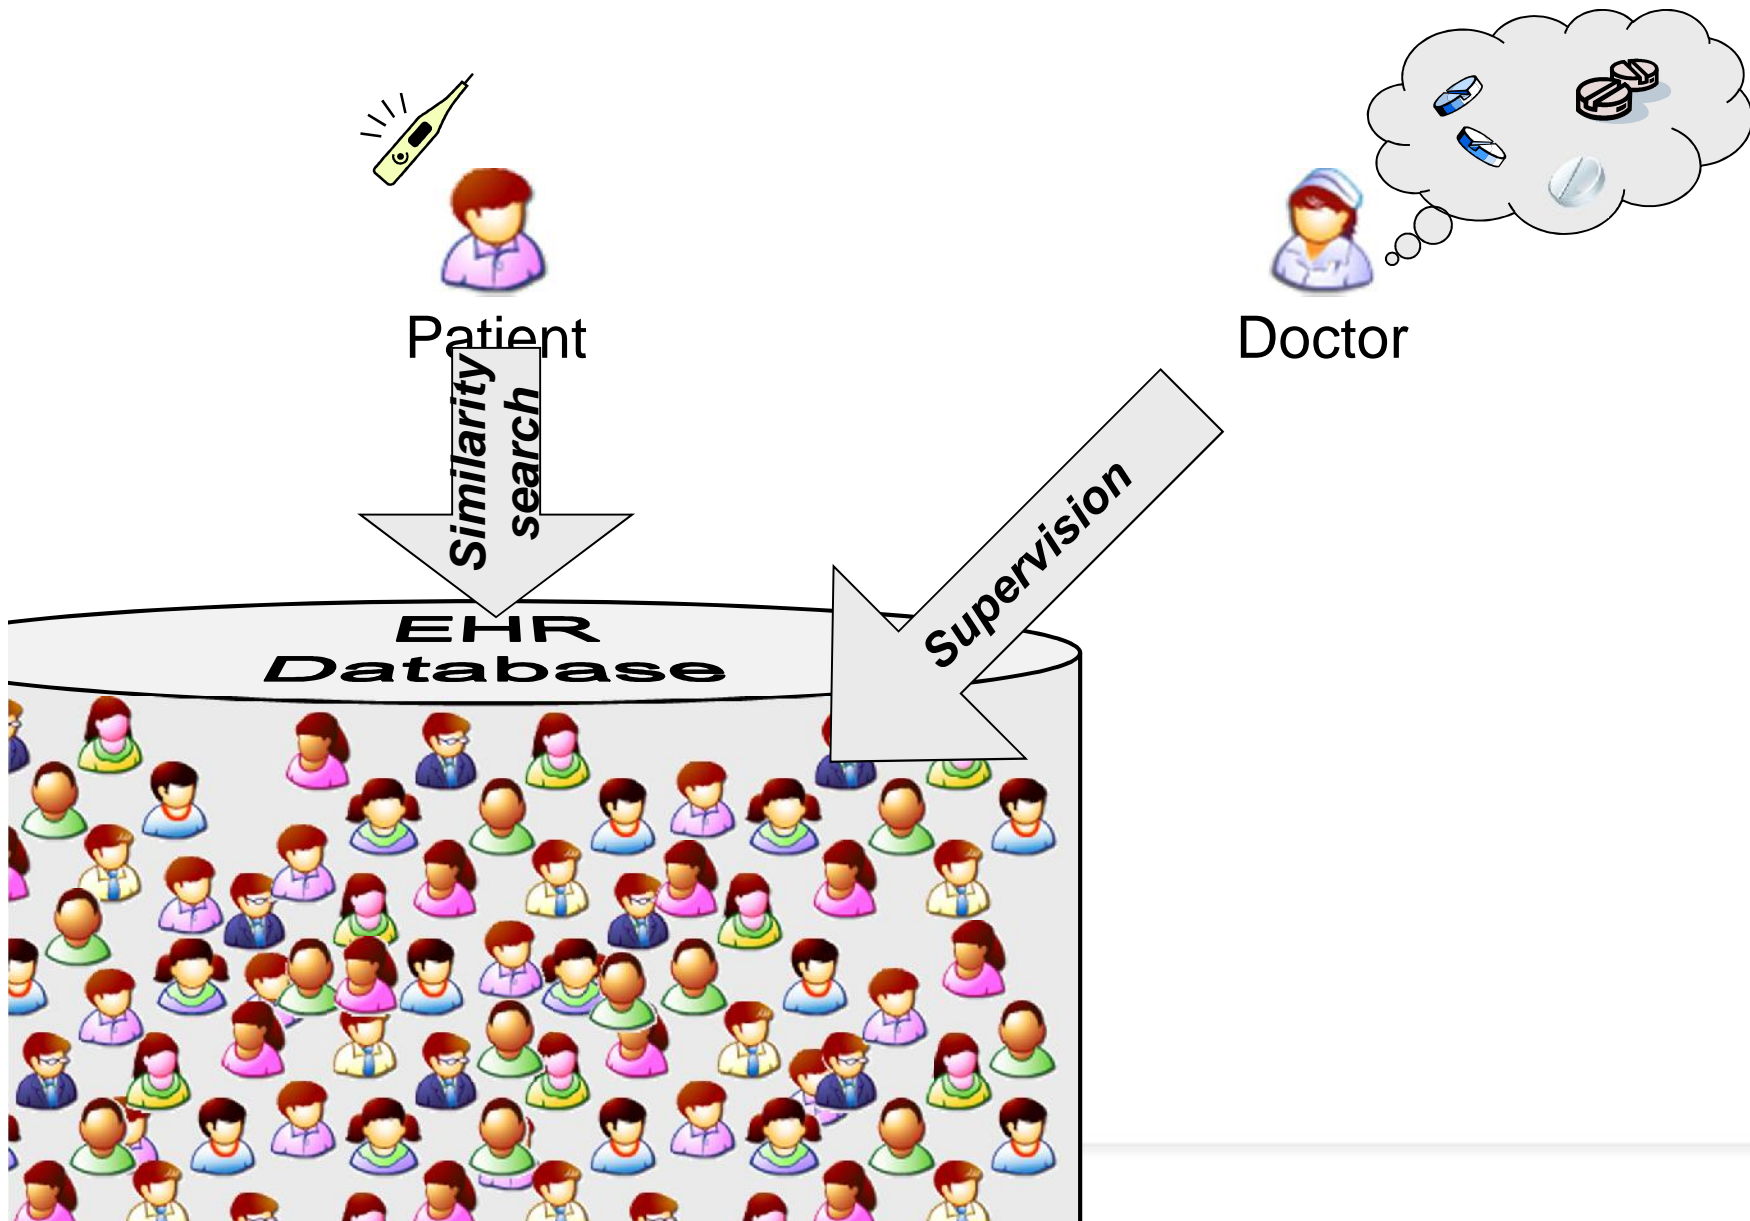 Patient
Doctor
Similarity
search
Supervision
EHR
Database